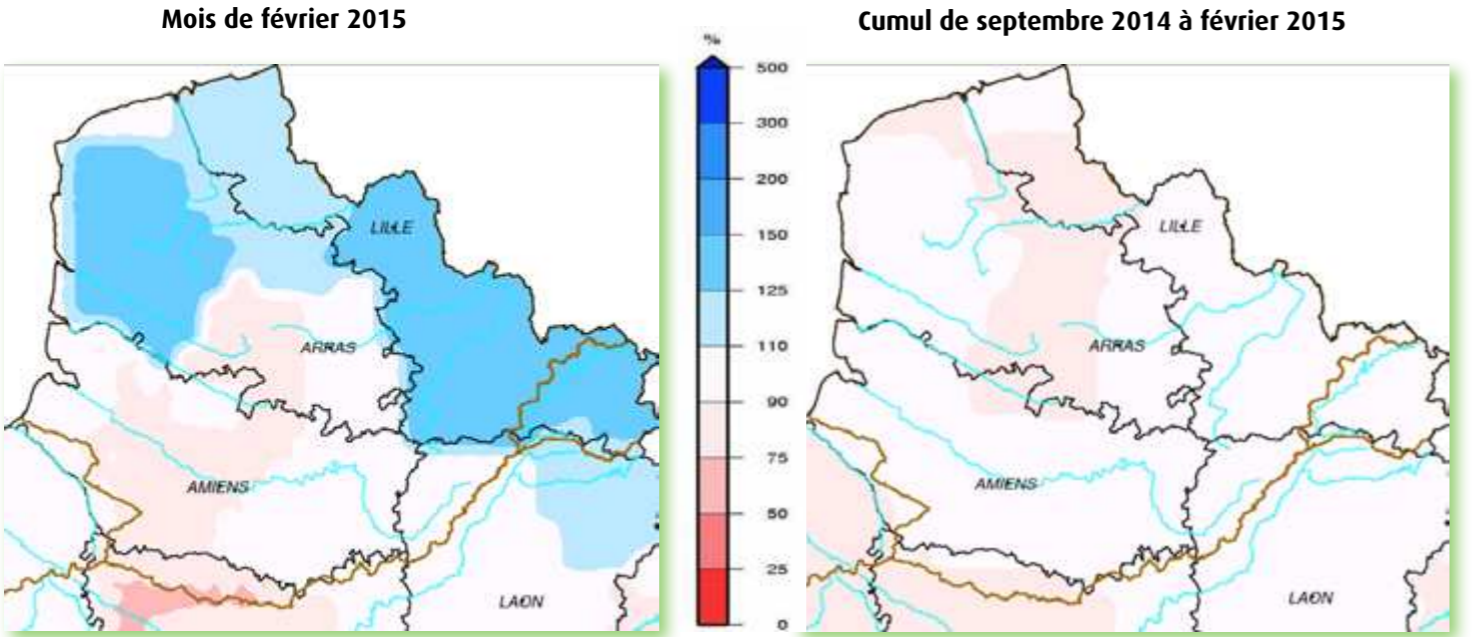 Mois de février 2015
Cumul de septembre 2014 à février 2015
%
500
300
200
150
125
110
90
75
50
25
0
LILLE
ARRAS
AMIENS
LAON
LILLE
ARRAS
AMIENS
LAON